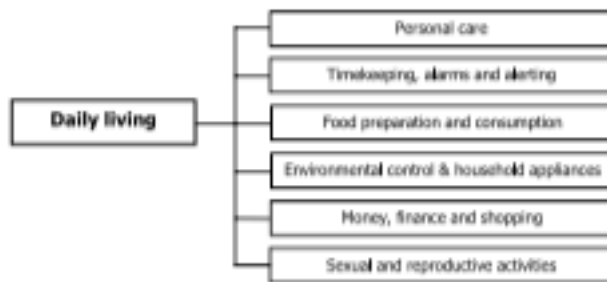 Personal care
Timekeeping, alarms and alerting
Daily living
Food preparation and consumption
Environmental control & household appliances
Money, finance and shopping
Sexual and reproductive activities